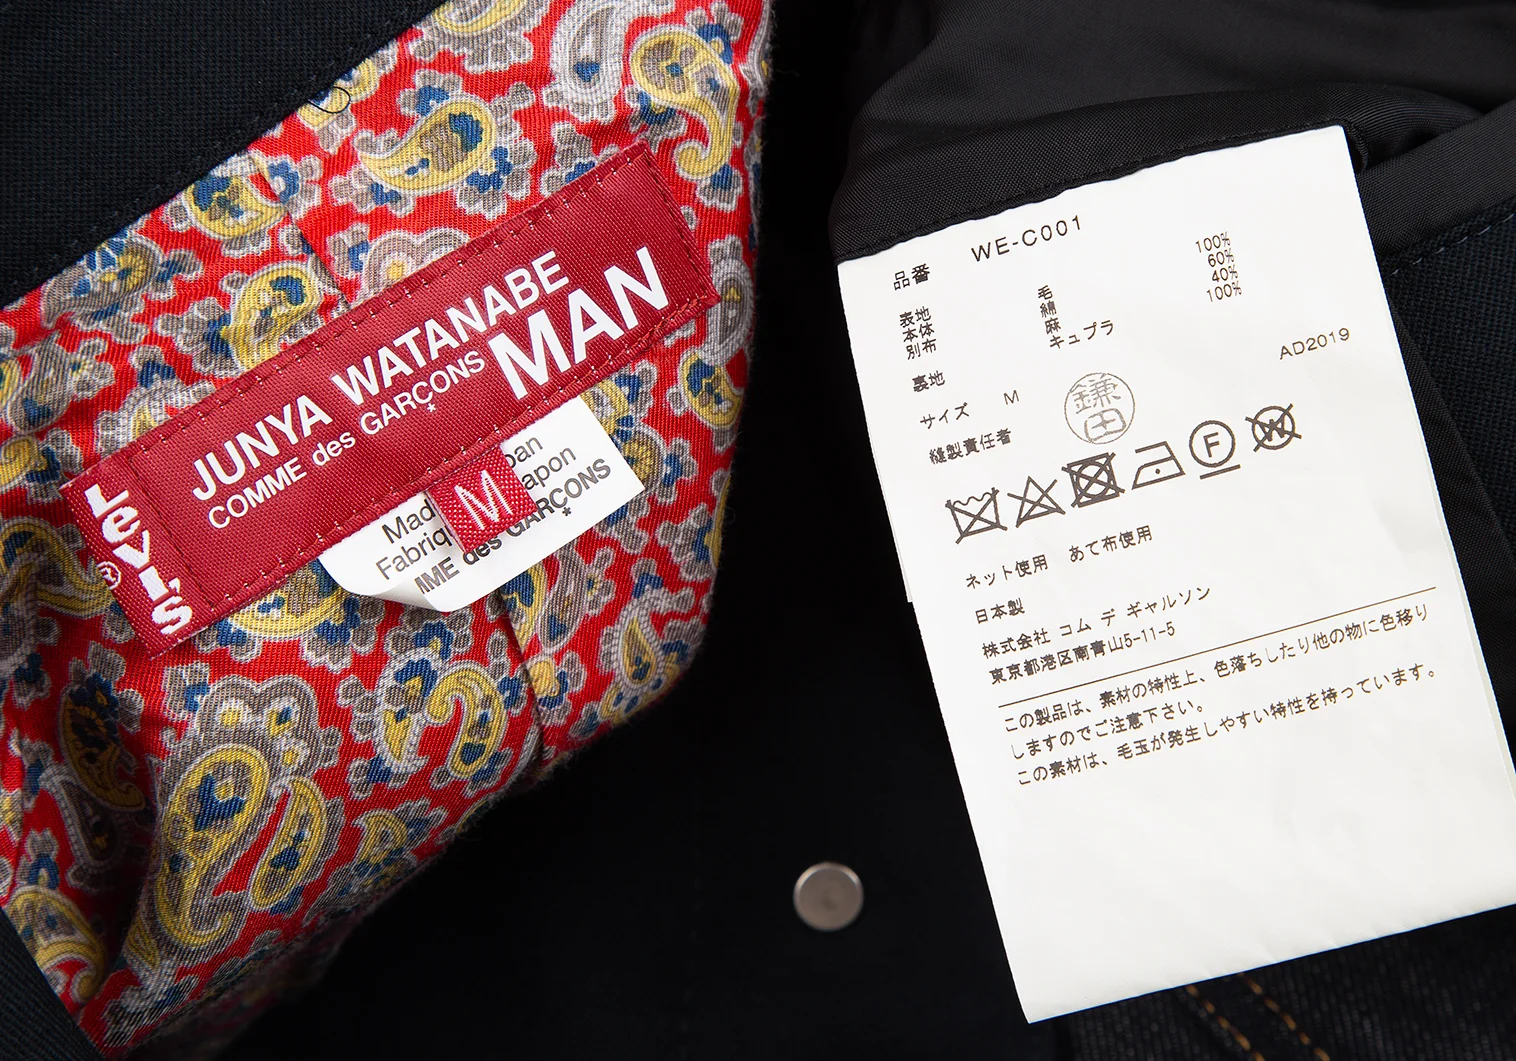 JUNYA WATANABE
COMME des GARÇONS MAN
*
Levi's
®
M
Made
Fabriq
pan
apon
MME des GARÇONS
*
品番 WE-C001
表地 毛 100%
本体 綿 60%
別布 麻 40%
キュプラ 100%
裏地
AD2019
サイズ M
縫製責任者 鎌田
F
W
ネット使用 あて布使用
日本製
株式会社 コム デ ギャルソン
東京都港区南青山5-11-5
この製品は、素材の特性上、色落ちしたり他の物に色移り
しますのでご注意下さい。
この素材は、毛玉が発生しやすい特性を持っています。